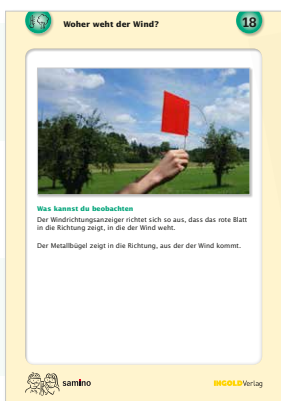 Woher weht der Wind?
18
Was kannst du beobachten
Der Windrichtungsanzeiger richtet sich so aus, dass das rote Blatt
in die Richtung zeigt, in die der Wind weht.
Der Metallbügel zeigt in die Richtung, aus der der Wind kommt.
samino
INGOLDVerlag